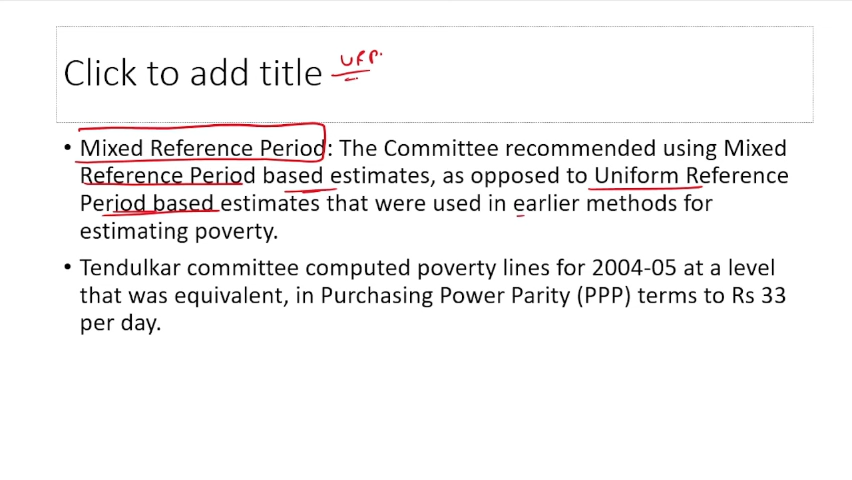 Click to add title URP.
• Mixed Reference Period: The Committee recommended using Mixed
Reference Period based estimates, as opposed to Uniform Reference
Period based estimates that were used in earlier methods for
estimating poverty.
• Tendulkar committee computed poverty lines for 2004-05 at a level
that was equivalent, in Purchasing Power Parity (PPP) terms to Rs 33
per day.